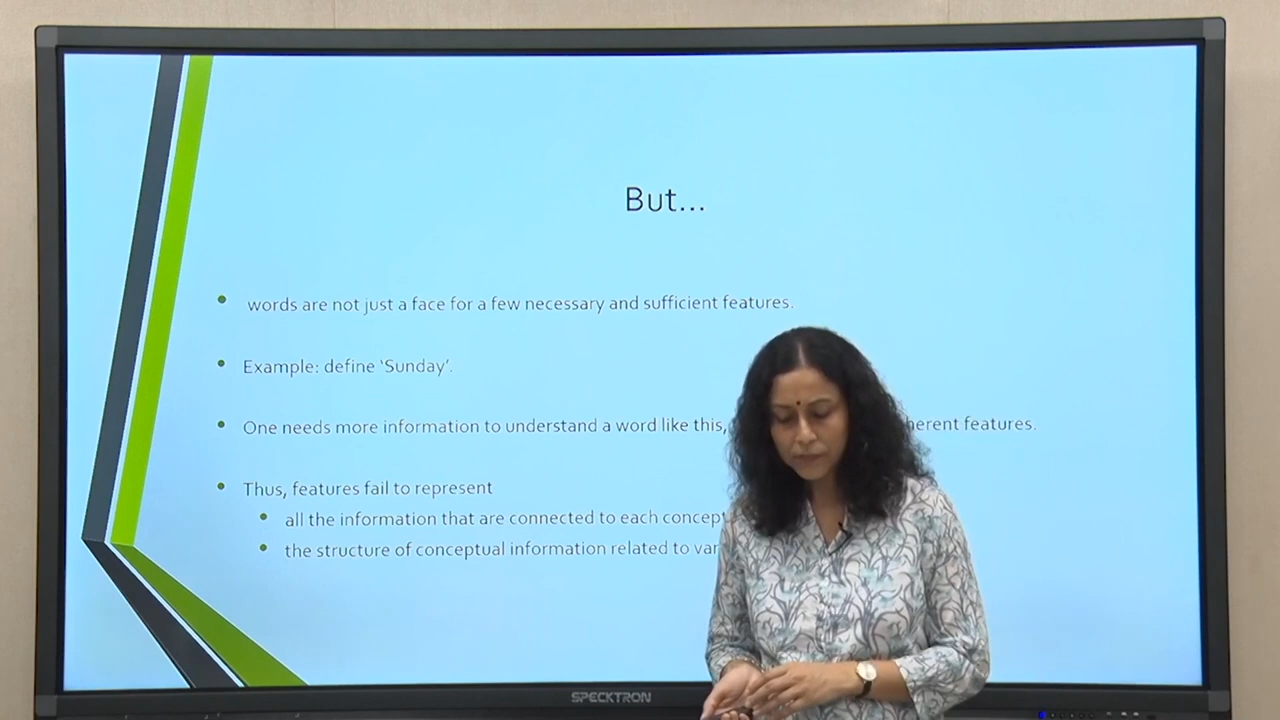 But...
words are not just a face for a few necessary and sufficient features.
Example: define ‘Sunday’.
One needs more information to understand a word like this, herent features.
Thus, features fail to represent
all the information that are connected to each concept
the structure of conceptual information related to
SPECKTRON